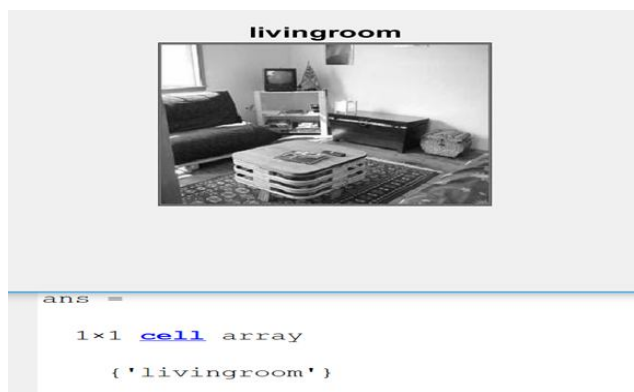 livingroom
ans =
1×1 cell array
{'livingroom'}